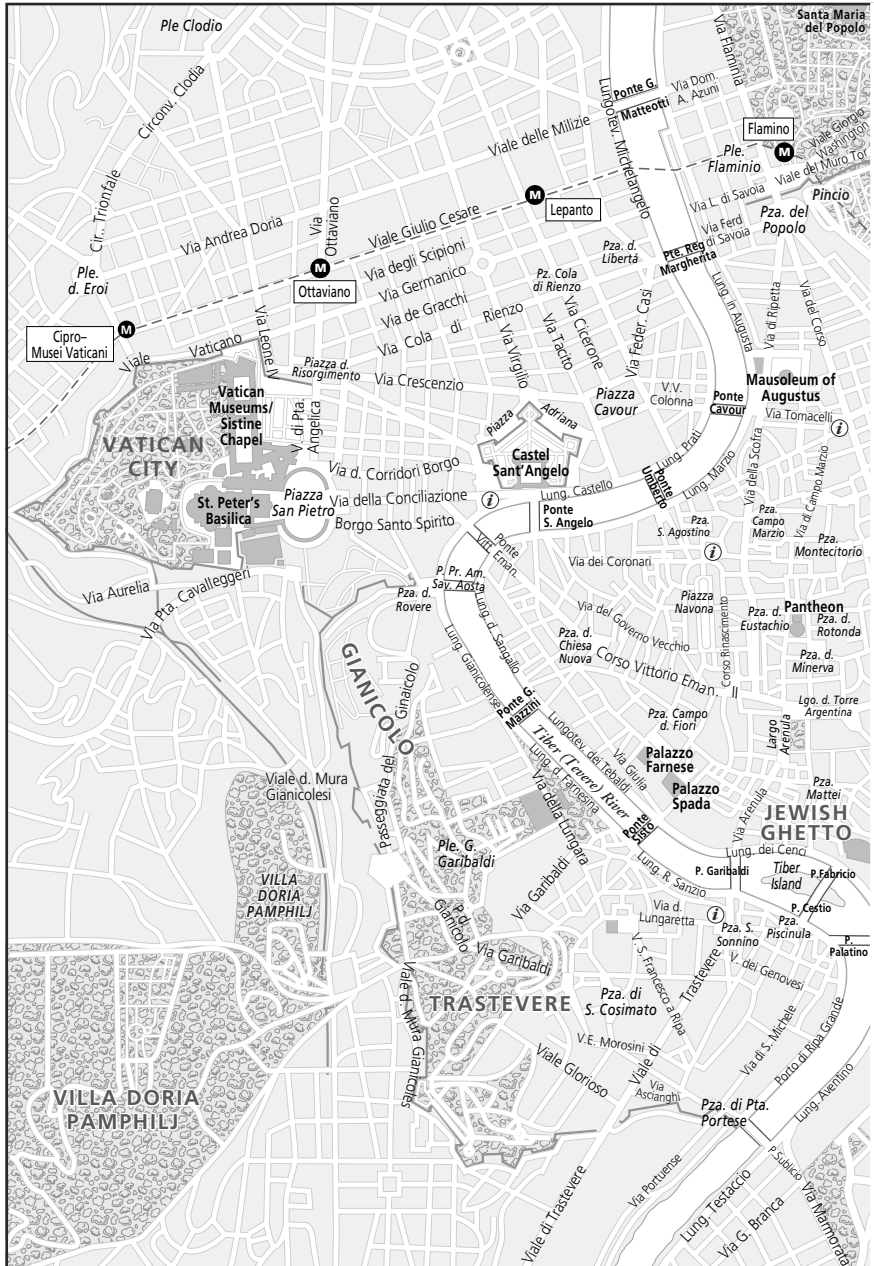 Ple Clodio
Santa Maria
del Popolo
Via Flaminia
Circonv. Clodia
Ponte G.
Matteotti
Via Dom.
A. Azuni
Lungotev. Michelangelo
Viale delle Milizie
Flamino
M
Viale Giorgio
Washington
Viale del Muro Tor.
Ple.
Flaminio
Pincio
Cir. Trionfale
Via Andrea Doria
Via
Ottaviano
Viale Giulio Cesare
M
Lepanto
Via L. di Savoia
Pza. del
Popolo
Via Ferd
di Savoia
Pza. d.
Libertá
Pte. Reg
Margherita
Ple.
d. Eroi
M
Ottaviano
Via degli Scipioni
Via Germanico
Via de Gracchi
Via Cola di Rienzo
Pz. Cola
di Rienzo
Via Cicerone
Via Tacito
Via Virgilio
Via Feder. Casi
Lung. in Augusta
Via di Ripetta
Via del Corso
M
Cipro–
Musei Vaticani
Viale Vaticano
Via Leone IV
Piazza d.
Risorgimento
Via Crescenzio
Mausoleum of
Augustus
Vatican
Museums/
Sistine
Chapel
V. di Pta.
Angelica
Piazza
Cavour
V.V.
Colonna
Ponte
Cavour
Via Tomacelli
i
VATICAN
CITY
Piazza Adriana
Castel
Sant'Angelo
Lung. Prati
Lung. Marzio
Via della Scofra
Via di Campo Marzio
Via d. Corridori Borgo
Via della Conciliazione
Borgo Santo Spirito
St. Peter's
Basilica
Piazza
San Pietro
i
Lung. Castello
Ponte
Umberto
Ponte
S. Angelo
Pza.
S. Agostino
Pza.
Campo
Marzio
Pza.
Montecitorio
i
Ponte
Vitt. Eman.
Via dei Coronari
Via Aurelia
Via Pta. Cavalleggeri
P. Pr. Am.
Sav. Aosta
Pza. d.
Rovere
Lung. d. Sangallo
Piazza
Navona
Pza. d.
Eustachio
Pantheon
Pza. d.
Rotonda
Via del Governo Vecchio
Pza. d.
Chiesa
Nuova
Corso Rinascimento
Pza. d.
Minerva
GIANICOLO
Lung. Gianicolense
Corso Vittorio Eman. II
Lgo. d. Torre
Argentina
Ponte G.
Mazzini
Pza. Campo
d. Fiori
Largo
Arenula
Passeggiata del Ginaicolo
Tiber (Tevere) River
Lungotev. dei Tebaldi
Via Giulia
Palazzo
Farnese
Palazzo
Spada
Pza.
Mattei
Viale d. Mura
Gianicolesi
Lung. d. Farnesina
Via della Lungara
Ponte
Sisto
Via Arenula
JEWISH
GHETTO
Lung. dei Cenci
Ple. G.
Garibaldi
Lung. R. Sanzio
P. Garibaldi
Tiber
Island
P.Fabricio
VILLA
DORIA
PAMPHILJ
P.d.
Gianicolo
Via Garibaldi
P. Cestio
Via d.
Lungaretta
i
Pza. S.
Sonnino
Pza.
Piscinula
P.
Palatino
Via Garibaldi
V. dei Genovesi
V. S. Francesco a Ripa
TRASTEVERE
Pza. di
S. Cosimato
Viale di Trastevere
Viale d. Mura Gianicoles
V.E. Morosini
Via di S. Michele
Porto di Ripa Grande
Viale Glorioso
Via
Ascianghi
Lung. Aventino
VILLA DORIA
PAMPHILJ
Pza. di Pta.
Portese
P.Sublicio
Via Portuense
Viale di Trastevere
Lung. Testaccio
Via G. Branca
Via Marmorata